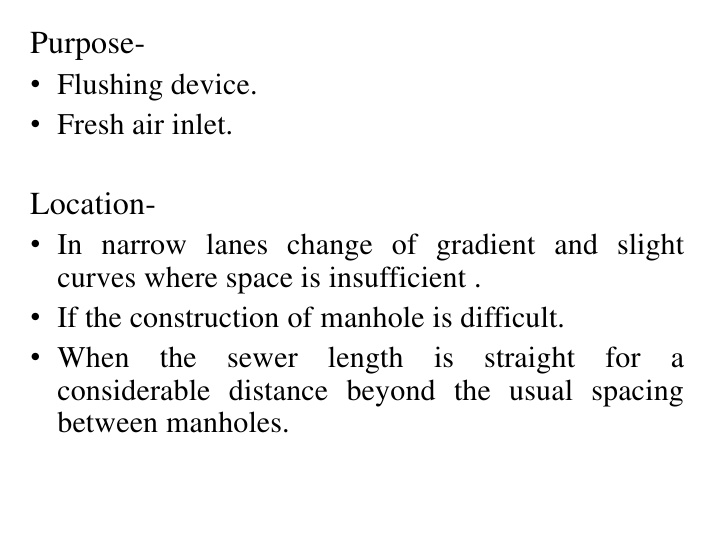 Purpose-
• Flushing device.
• Fresh air inlet.
Location-
• In narrow lanes change of gradient and slight
curves where space is insufficient .
• If the construction of manhole is difficult.
• When the sewer length is straight for a
considerable distance beyond the usual spacing
between manholes.